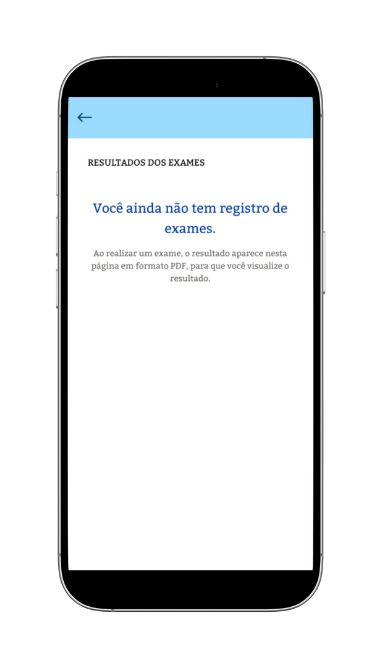 RESULTADOS DOS EXAMES
Você ainda não tem registro de
exames.
Ao realizar um exame, o resultado aparece nesta
página em formato PDF, para que você visualize o
resultado.